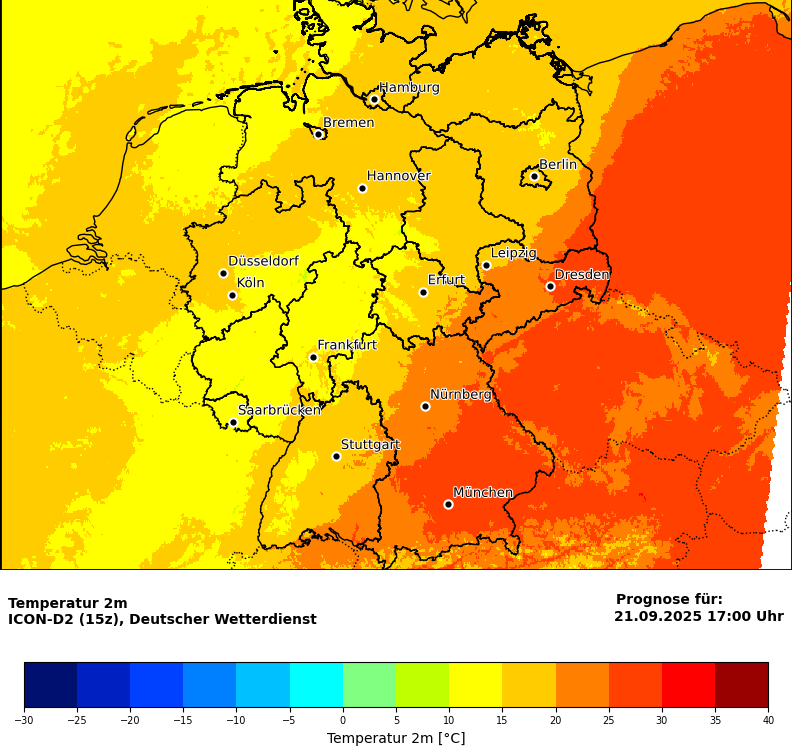 Hamburg
Bremen
Berlin
Hannover
Leipzig
Düsseldorf
Dresden
Köln
Erfurt
Frankfurt
Nürnberg
Saarbrücken
Stuttgart
München
Temperatur 2m
ICON-D2 (15z), Deutscher Wetterdienst
Prognose für:
21.09.2025 17:00 Uhr
−30 −25 −20 −15 −10 −5 0 5 10 15 20 25 30 35 40
Temperatur 2m [°C]